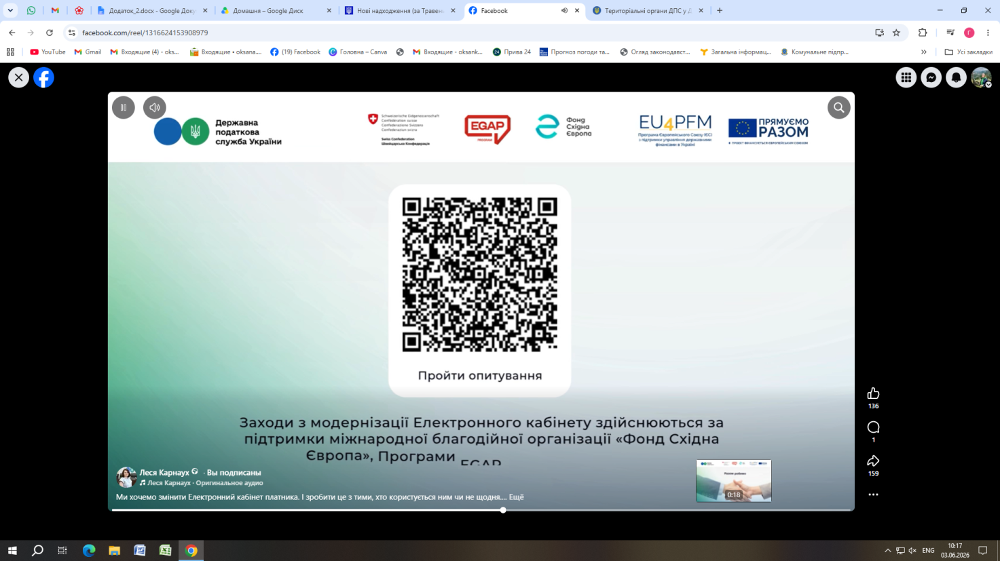 Додаток_2.docx - Google Доку
Домашня – Google Диск
Нові надходження (за Травень
Facebook
Територіальні органи ДПС у Д
facebook.com/reel/1316624153908979
YouTube
Gmail
Входящие (4) - oks...
Входящие • oksana....
(19) Facebook
Головна – Canva
Входящие - oksank...
24 Прива 24
Прогноз погоди та...
Огляд законодавст...
Загальна інформац...
Комунальне підпр...
Усі закладки
Державна
податкова
служба України
Schweizerische Eidgenossenschaft
Confédération suisse
Confederazione Svizzera
Confederaziun svizra
Swiss Confederation
Швейцарська Конфедерація
EGAP
PROGRAM
Фонд
Східна
Європа
EU4PFM
Програма Європейського Союзу (ЄС)
з підтримки управління державними
фінансами в Україні
ПРЯМУЄМО
РАЗОМ
ПРОЄКТ ФІНАНСУЄТЬСЯ ЄВРОПЕЙСЬКИМ СОЮЗОМ
Пройти опитування
Заходи з модернізації Електронного кабінету здійснюються за
підтримки міжнародної благодійної організації «Фонд Східна
Європа», Програми EGAP
Леся Карнаух · Вы подписаны
Леся Карнаух · Оригинальное аудио
Ми хочемо змінити Електронний кабінет платника. І зробити це з тими, хто користується ним чи не щодня.... Ещё
0:18
136
1
159
ENG
10:17
03.06.2026